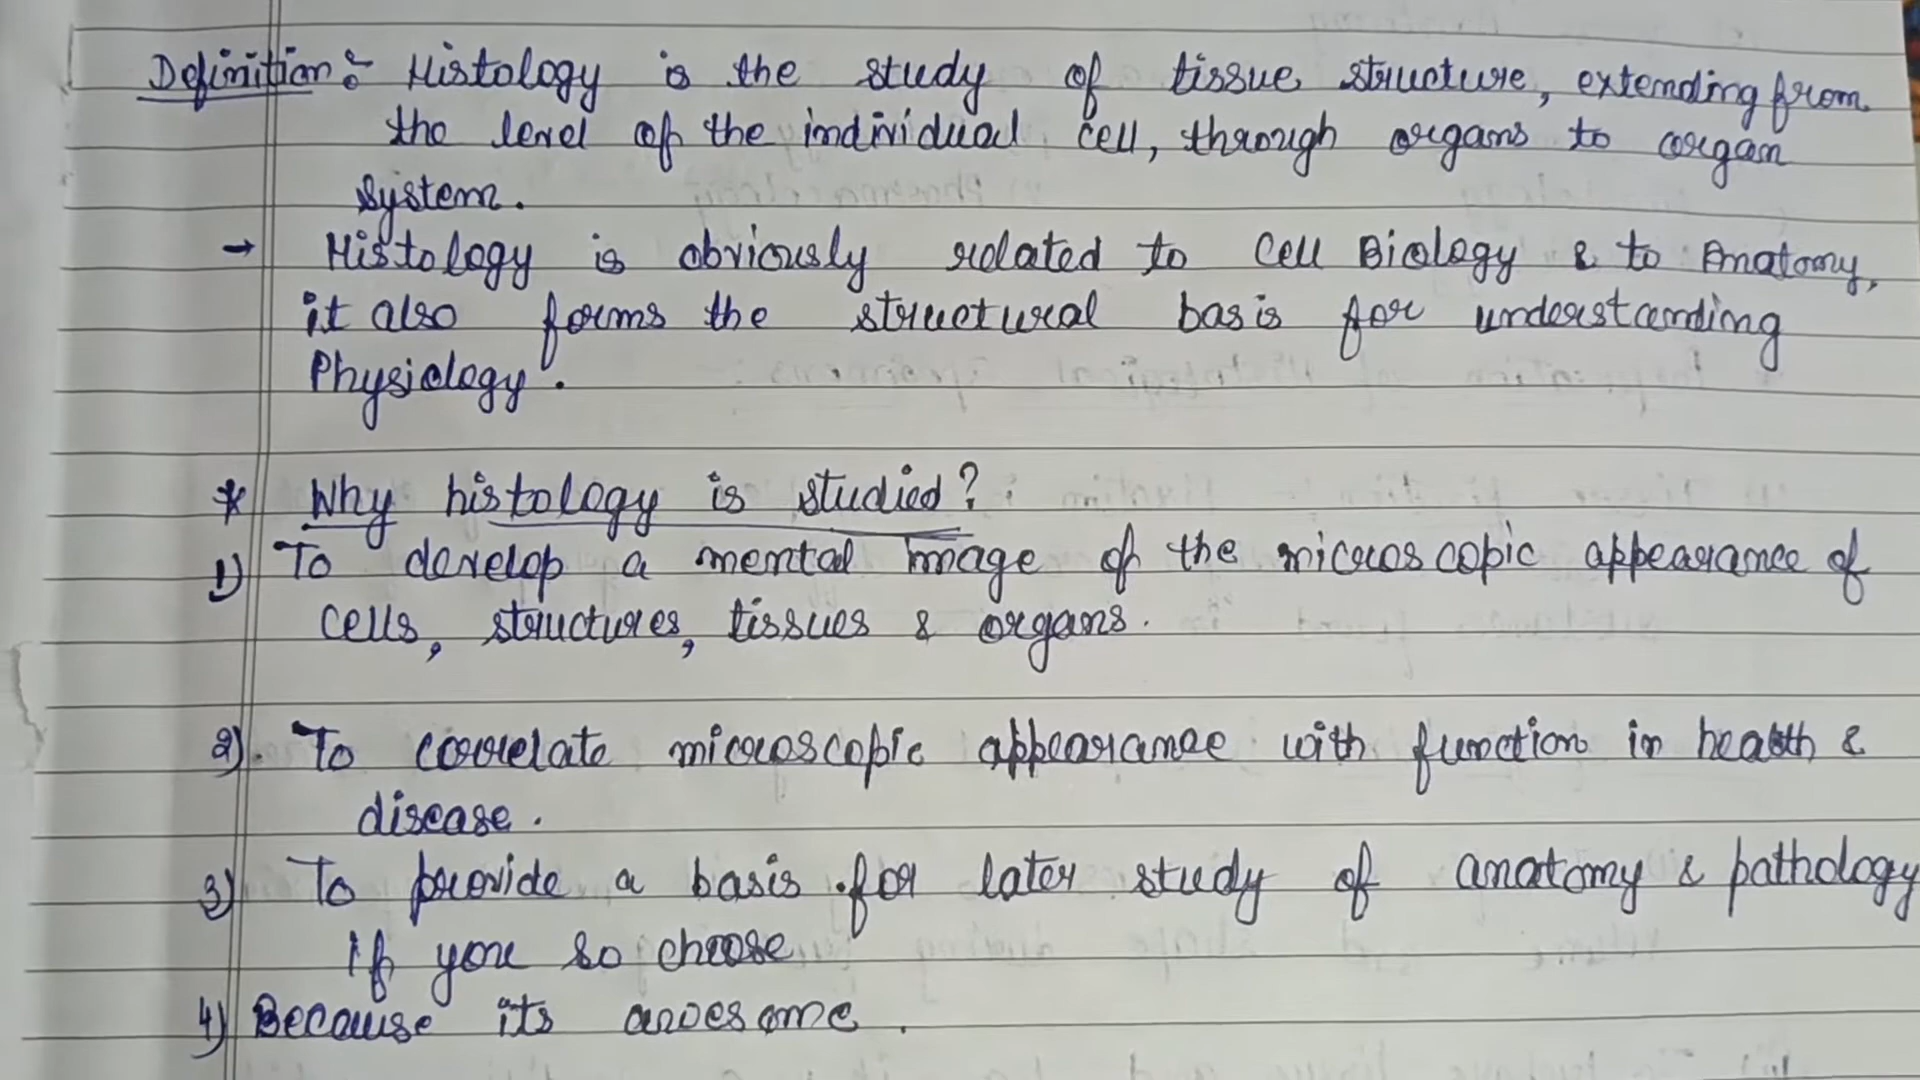 Definition :- Histology is the study of tissue structure, extending from
the level of the individual cell, through organs to organ
system.
→ Histology is obviously related to Cell Biology & to Anatomy,
it also forms the structural basis for understanding
Physiology.
* Why histology is studied?
1) To develop a mental image of the microscopic appearance of
cells, structures, tissues & organs.
2). To correlate microscopic appearance with function in health &
disease.
3) To provide a basis for later study of anatomy & pathology
If you so choose
4) Because its awesome.